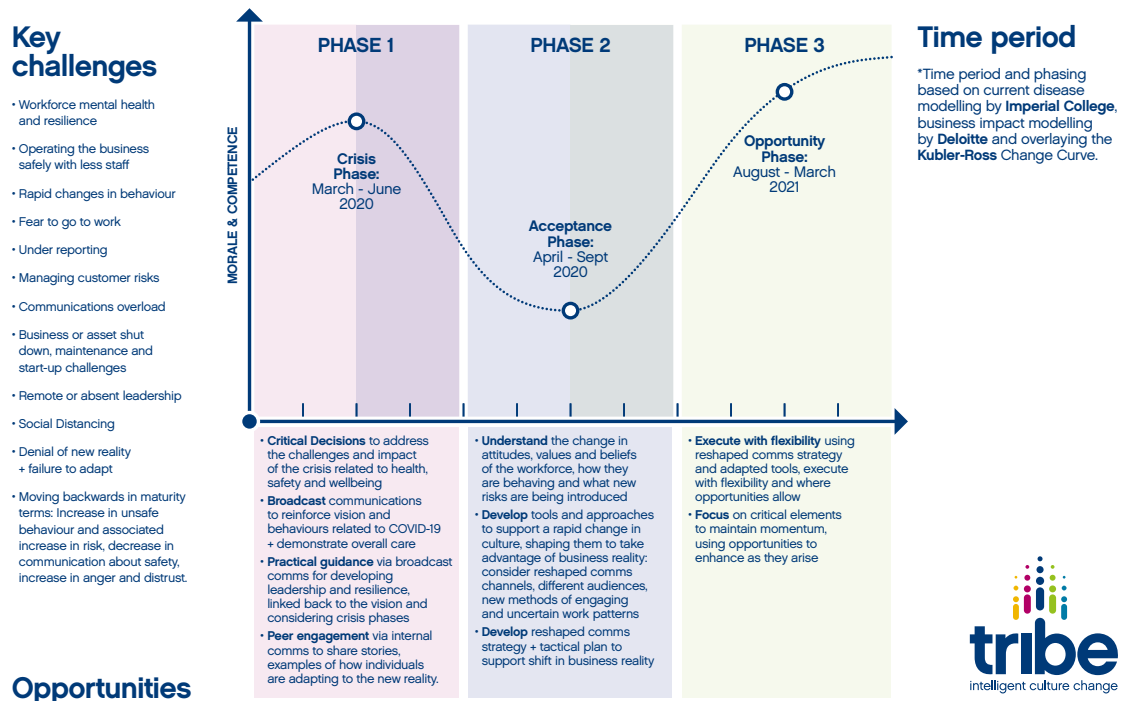 Key
challenges
• Workforce mental health
and resilience
• Operating the business
safely with less staff
• Rapid changes in behaviour
• Fear to go to work
• Under reporting
• Managing customer risks
• Communications overload
• Business or asset shut
down, maintenance and
start-up challenges
• Remote or absent leadership
• Social Distancing
• Denial of new reality
+ failure to adapt
• Moving backwards in maturity
terms: Increase in unsafe
behaviour and associated
increase in risk, decrease in
communication about safety,
increase in anger and distrust.
Opportunities
MORALE & COMPETENCE
PHASE 1
Crisis
Phase:
March - June
2020
• Critical Decisions to address
the challenges and impact
of the crisis related to health,
safety and wellbeing
• Broadcast communications
to reinforce vision and
behaviours related to COVID-19
+ demonstrate overall care
• Practical guidance via broadcast
comms for developing
leadership and resilience,
linked back to the vision and
considering crisis phases
• Peer engagement via internal
comms to share stories,
examples of how individuals
are adapting to the new reality.
PHASE 2
Acceptance
Phase:
April - Sept
2020
• Understand the change in
attitudes, values and beliefs
of the workforce, how they
are behaving and what new
risks are being introduced
• Develop tools and approaches
to support a rapid change in
culture, shaping them to take
advantage of business reality:
consider reshaped comms
channels, different audiences,
new methods of engaging
and uncertain work patterns
• Develop reshaped comms
strategy + tactical plan to
support shift in business reality
PHASE 3
Opportunity
Phase:
August - March
2021
• Execute with flexibility using
reshaped comms strategy
and adapted tools, execute
with flexibility and where
opportunities allow
• Focus on critical elements
to maintain momentum,
using opportunities to
enhance as they arise
Time period
*Time period and phasing
based on current disease
modelling by Imperial College,
business impact modelling
by Deloitte and overlaying the
Kubler-Ross Change Curve.
tribe
intelligent culture change